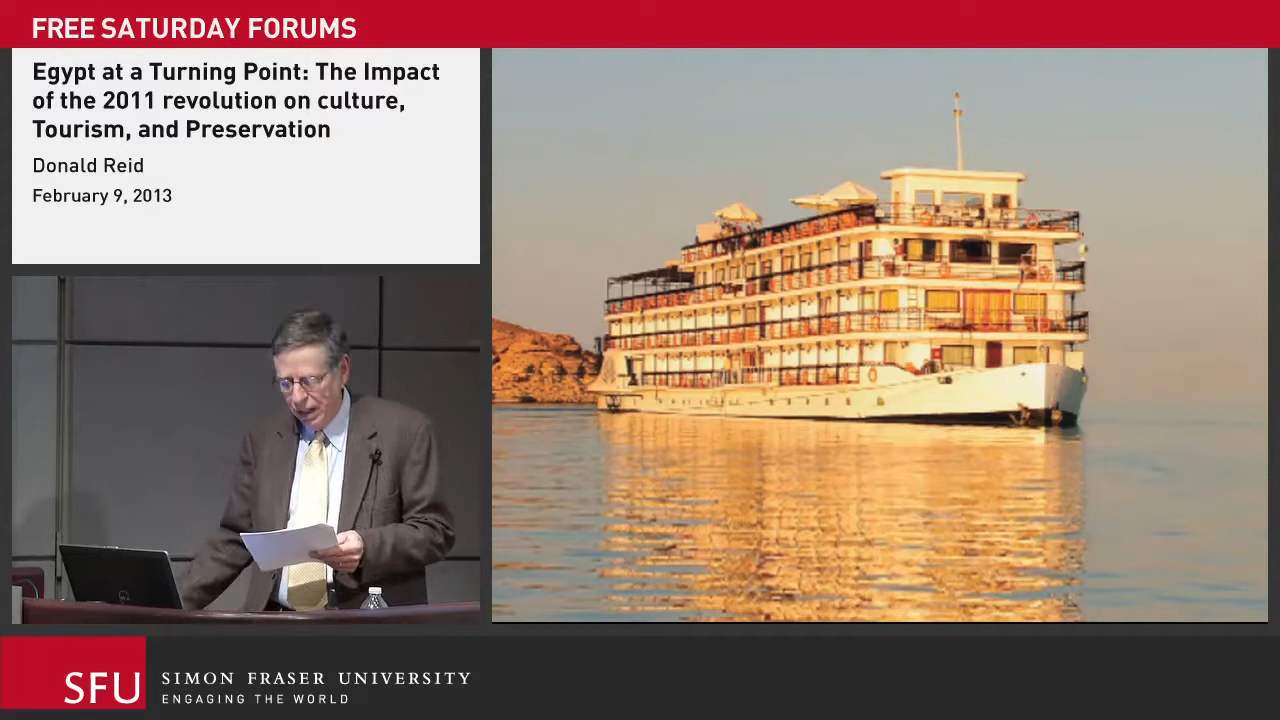 FREE SATURDAY FORUMS
Egypt at a Turning Point: The Impact
of the 2011 revolution on culture,
Tourism, and Preservation
Donald Reid
February 9, 2013
SFU
SIMON FRASER UNIVERSITY
ENGAGING THE WORLD